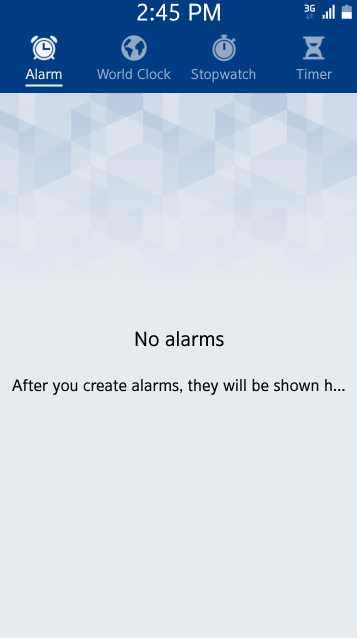 2:45 PM 3G
Alarm World Clock Stopwatch Timer
No alarms
After you create alarms, they will be shown h...